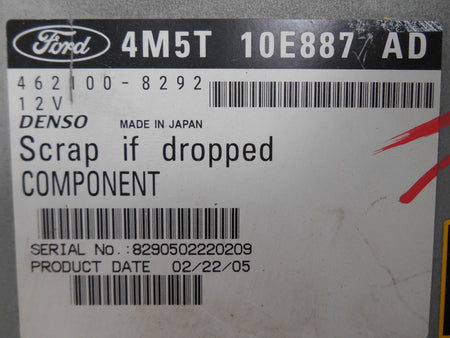 Ford 4M5T 10E887 AD
462100-8292
12V
DENSO MADE IN JAPAN
Scrap if dropped
COMPONENT
SERIAL No.:8290502220209
PRODUCT DATE 02/22/05